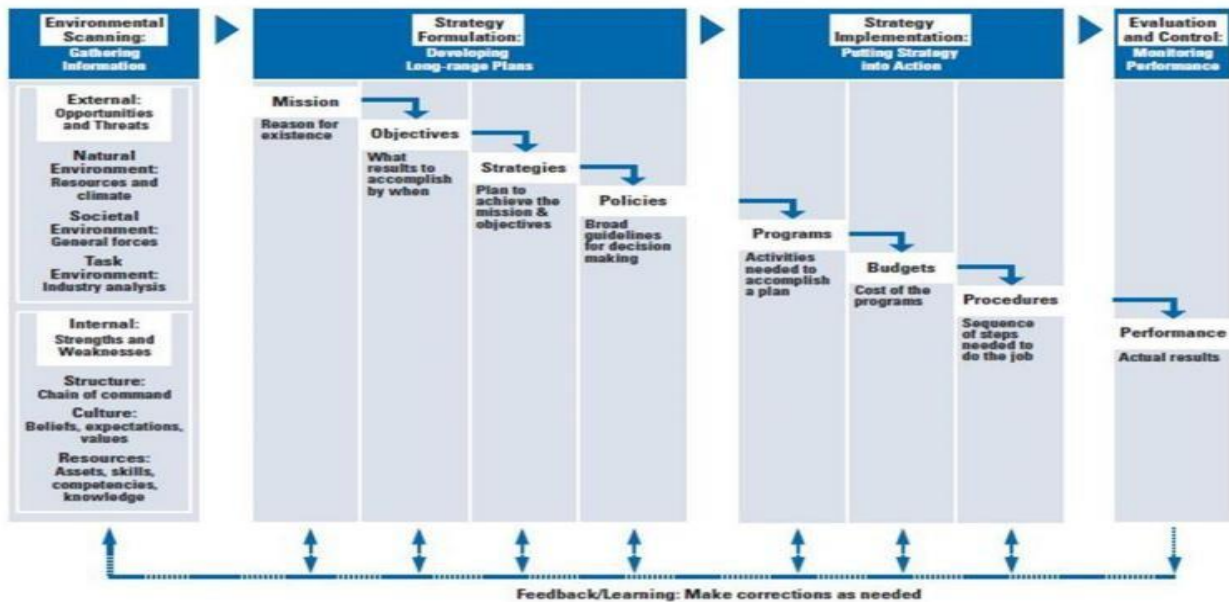 Environmental
Scanning:
Gathering
Information
Strategy
Formulation:
Developing
Long-range Plans
Strategy
Implementation:
Putting Strategy
into Action
Evaluation
and Control:
Monitoring
Performance
External:
Opportunities
and Threats
Natural
Environment:
Resources and
climate
Societal
Environment:
General forces
Task
Environment:
Industry analysis
Internal:
Strengths and
Weaknesses
Structure:
Chain of command
Culture:
Beliefs, expectations,
values
Resources:
Assets, skills,
competencies,
knowledge
Mission
Reason for
existence
Objectives
What
results to
accomplish
by when
Strategies
Plan to
achieve the
mission &
objectives
Policies
Broad
guidelines
for decision
making
Programs
Activities
needed to
accomplish
a plan
Budgets
Cost of the
programs
Procedures
Sequence
of steps
needed to
do the job
Performance
Actual results
Feedback/Learning: Make corrections as needed